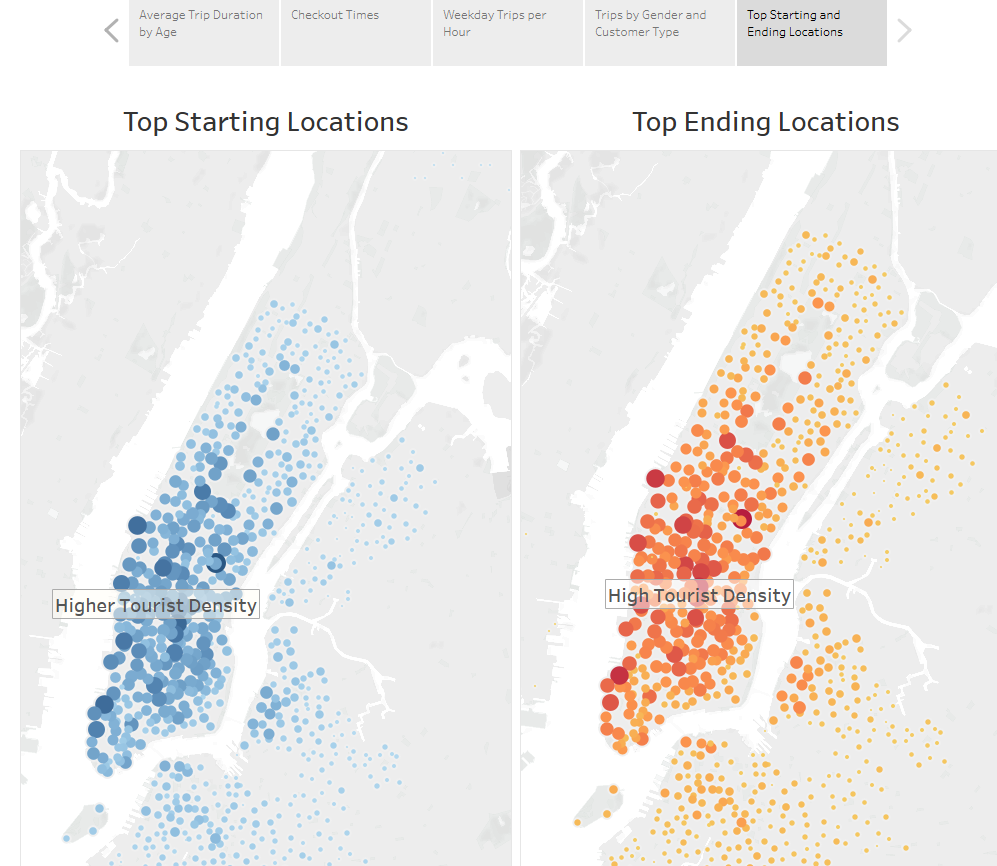 Average Trip Duration
by Age
Checkout Times
Weekday Trips per
Hour
Trips by Gender and
Customer Type
Top Starting and
Ending Locations
Top Starting Locations
Top Ending Locations
Higher Tourist Density
High Tourist Density